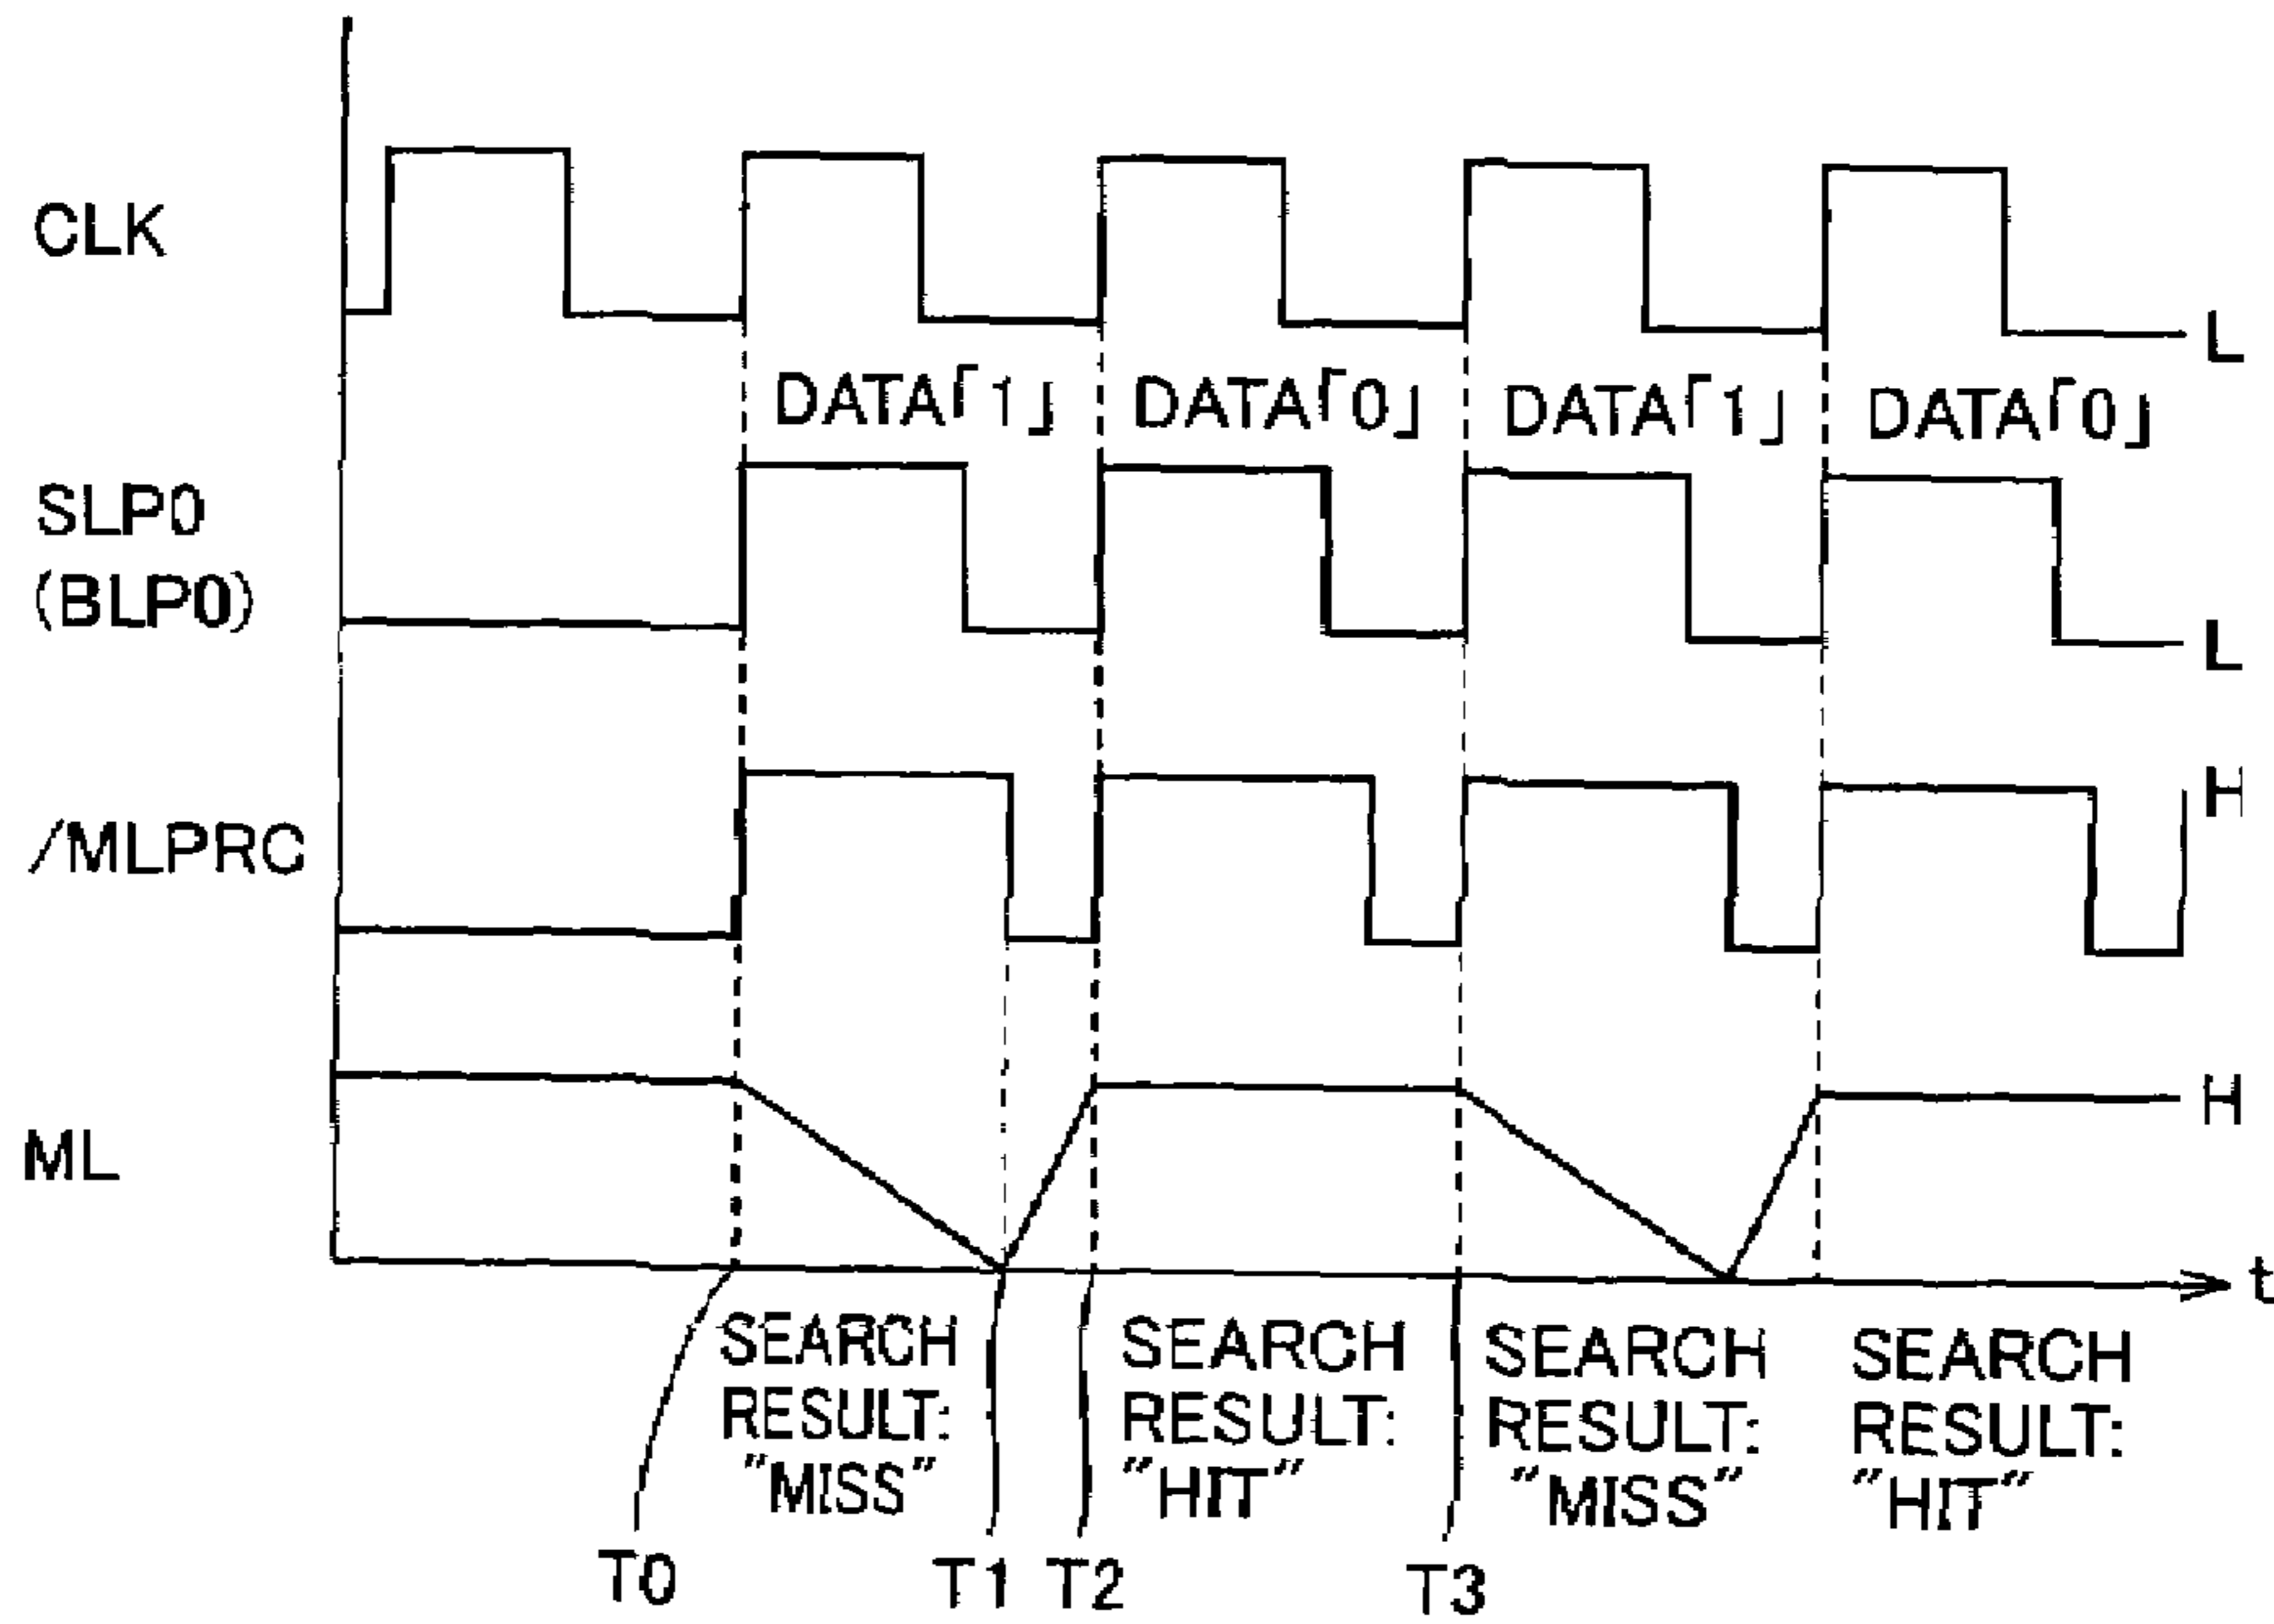 CLK
L
DATA「1」 DATA「0」 DATA「1」 DATA「0」
SLP0
(BLP0)
L
/MLPRC
H
ML
H
t
SEARCH
RESULT:
"MISS"
SEARCH
RESULT:
"HIT"
SEARCH
RESULT:
"MISS"
SEARCH
RESULT:
"HIT"
T0 T1 T2 T3